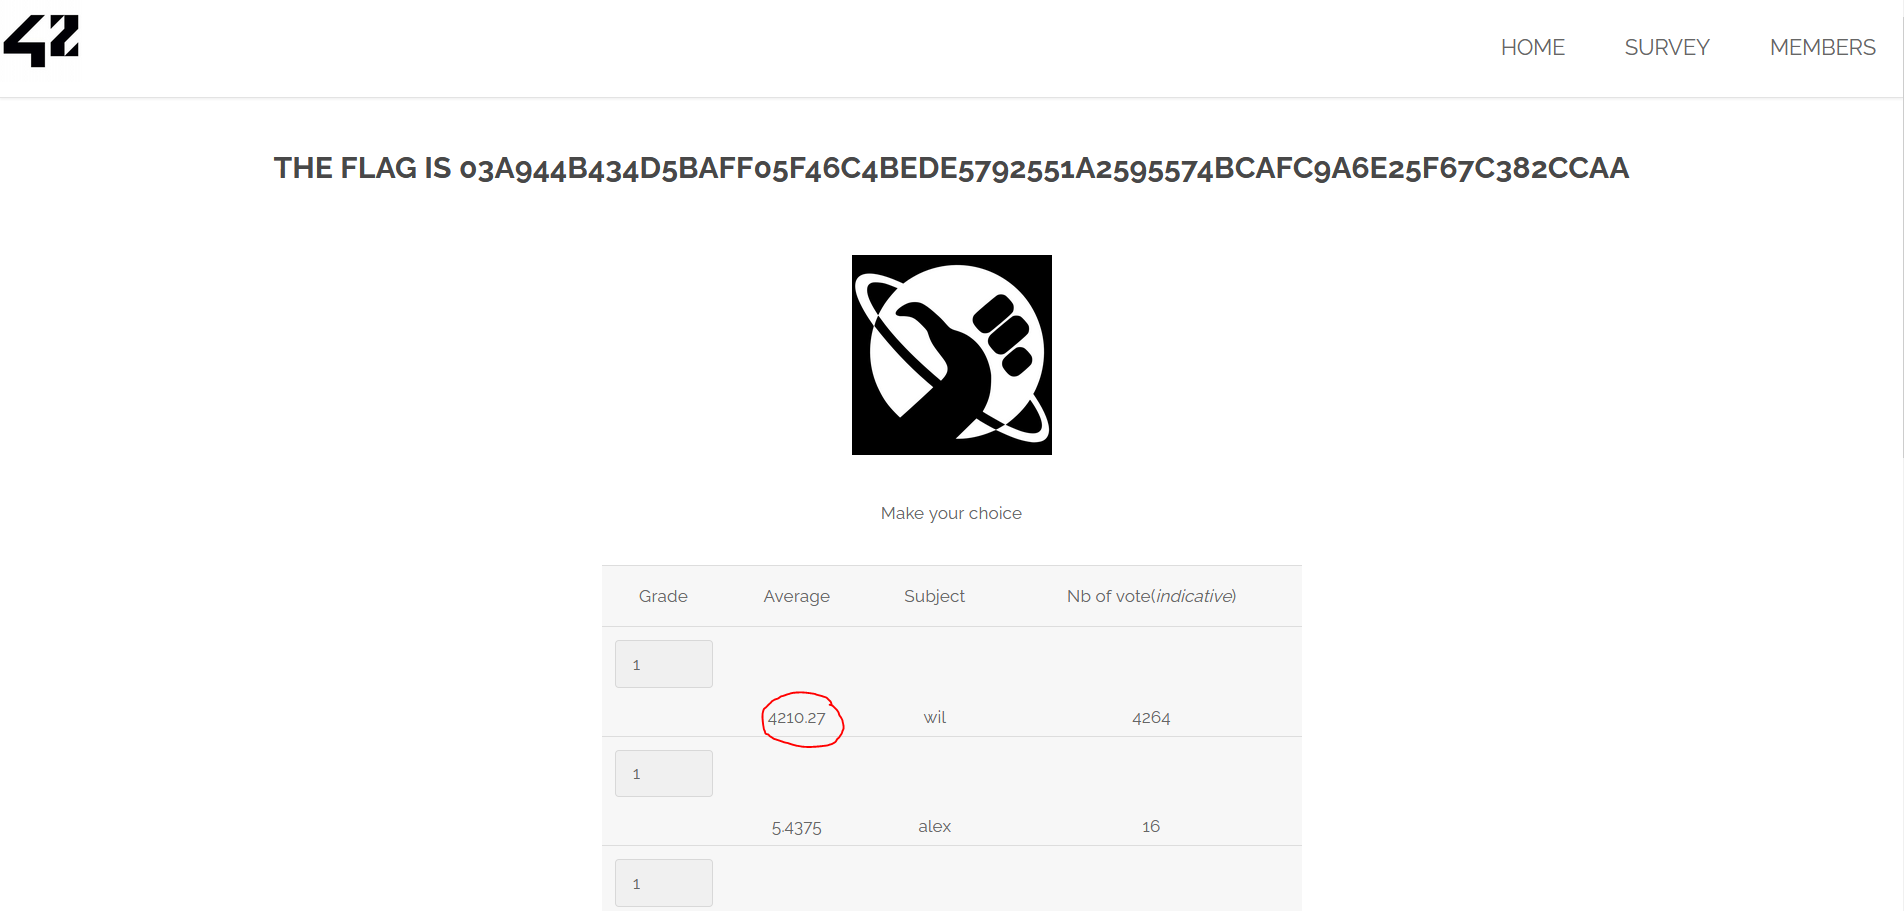 42
HOME SURVEY MEMBERS
THE FLAG IS 03A944B434D5BAFF05F46C4BEDE5792551A2595574BCAFC9A6E25F67C382CCAA
Make your choice
Grade Average Subject Nb of vote(indicative)
1
4210.27 wil 4264
1
5.4375 alex 16
1